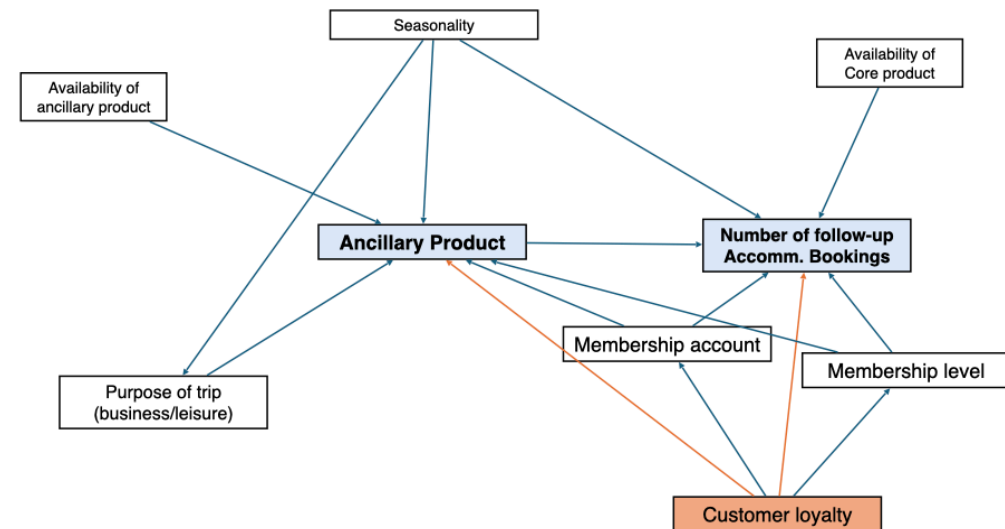 Seasonality
Availability of
Core product
Availability of
ancillary product
Ancillary Product
Number of follow-up
Accomm. Bookings
Membership account
Membership level
Purpose of trip
(business/leisure)
Customer loyalty